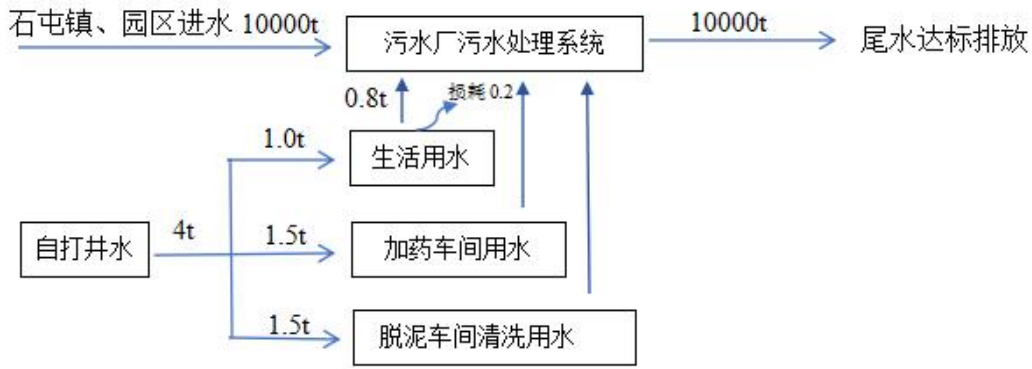 石屯镇、园区进水 10000t
污水厂污水处理系统
10000t
尾水达标排放
0.8t
损耗 0.2
1.0t
生活用水
自打井水
4t
1.5t
加药车间用水
1.5t
脱泥车间清洗用水